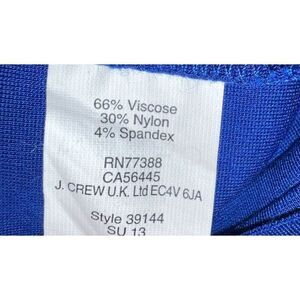 66% Viscose
30% Nylon
4% Spandex
RN77388
CA56445
J. CREW U.K. Ltd EC4V 6JA
Style 39144
SU 13